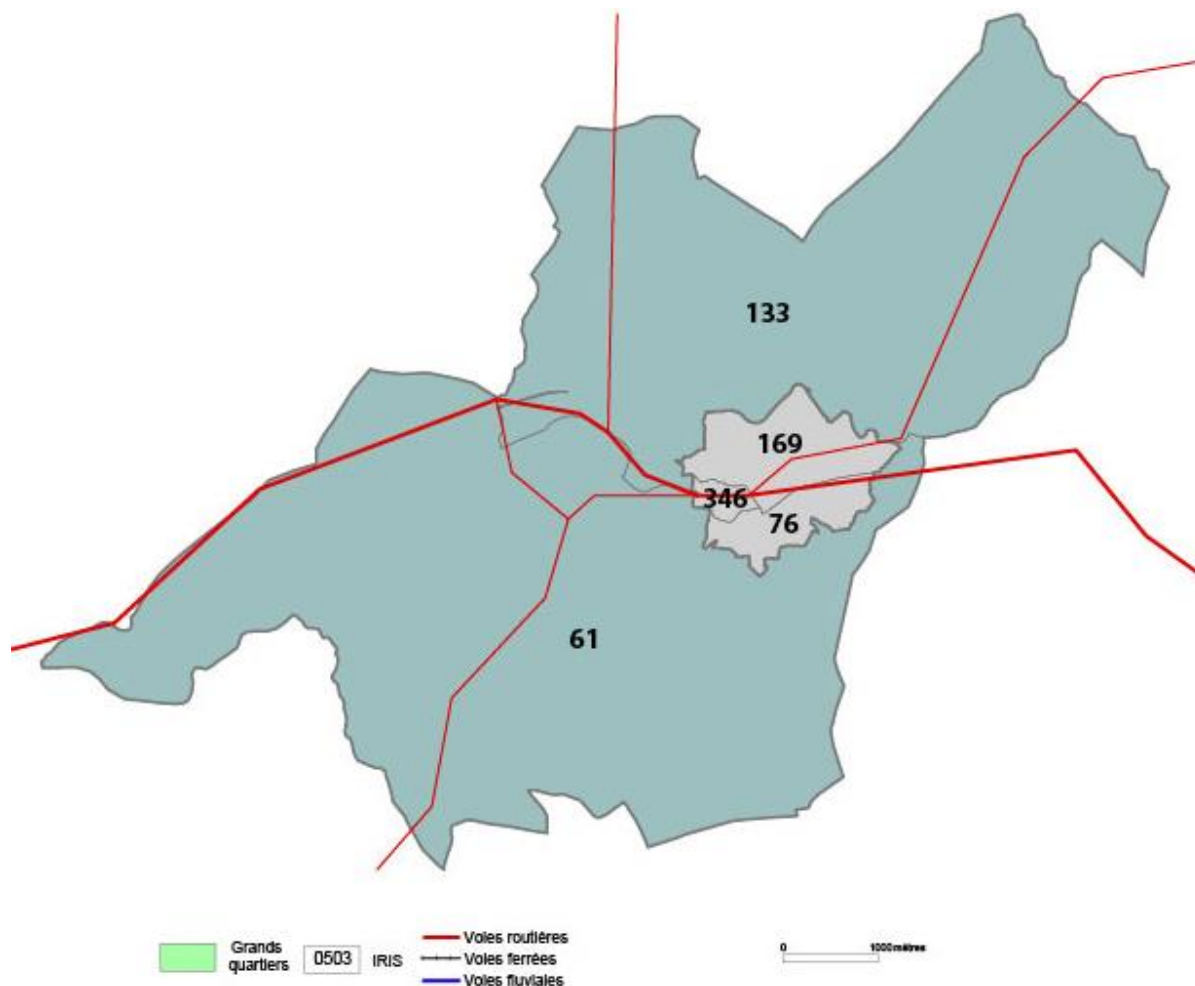 133
169
346
76
61
Grands
quartiers
0503
IRIS
Voies routières
Voies ferrées
Voies fluviales
0
1000 mètres